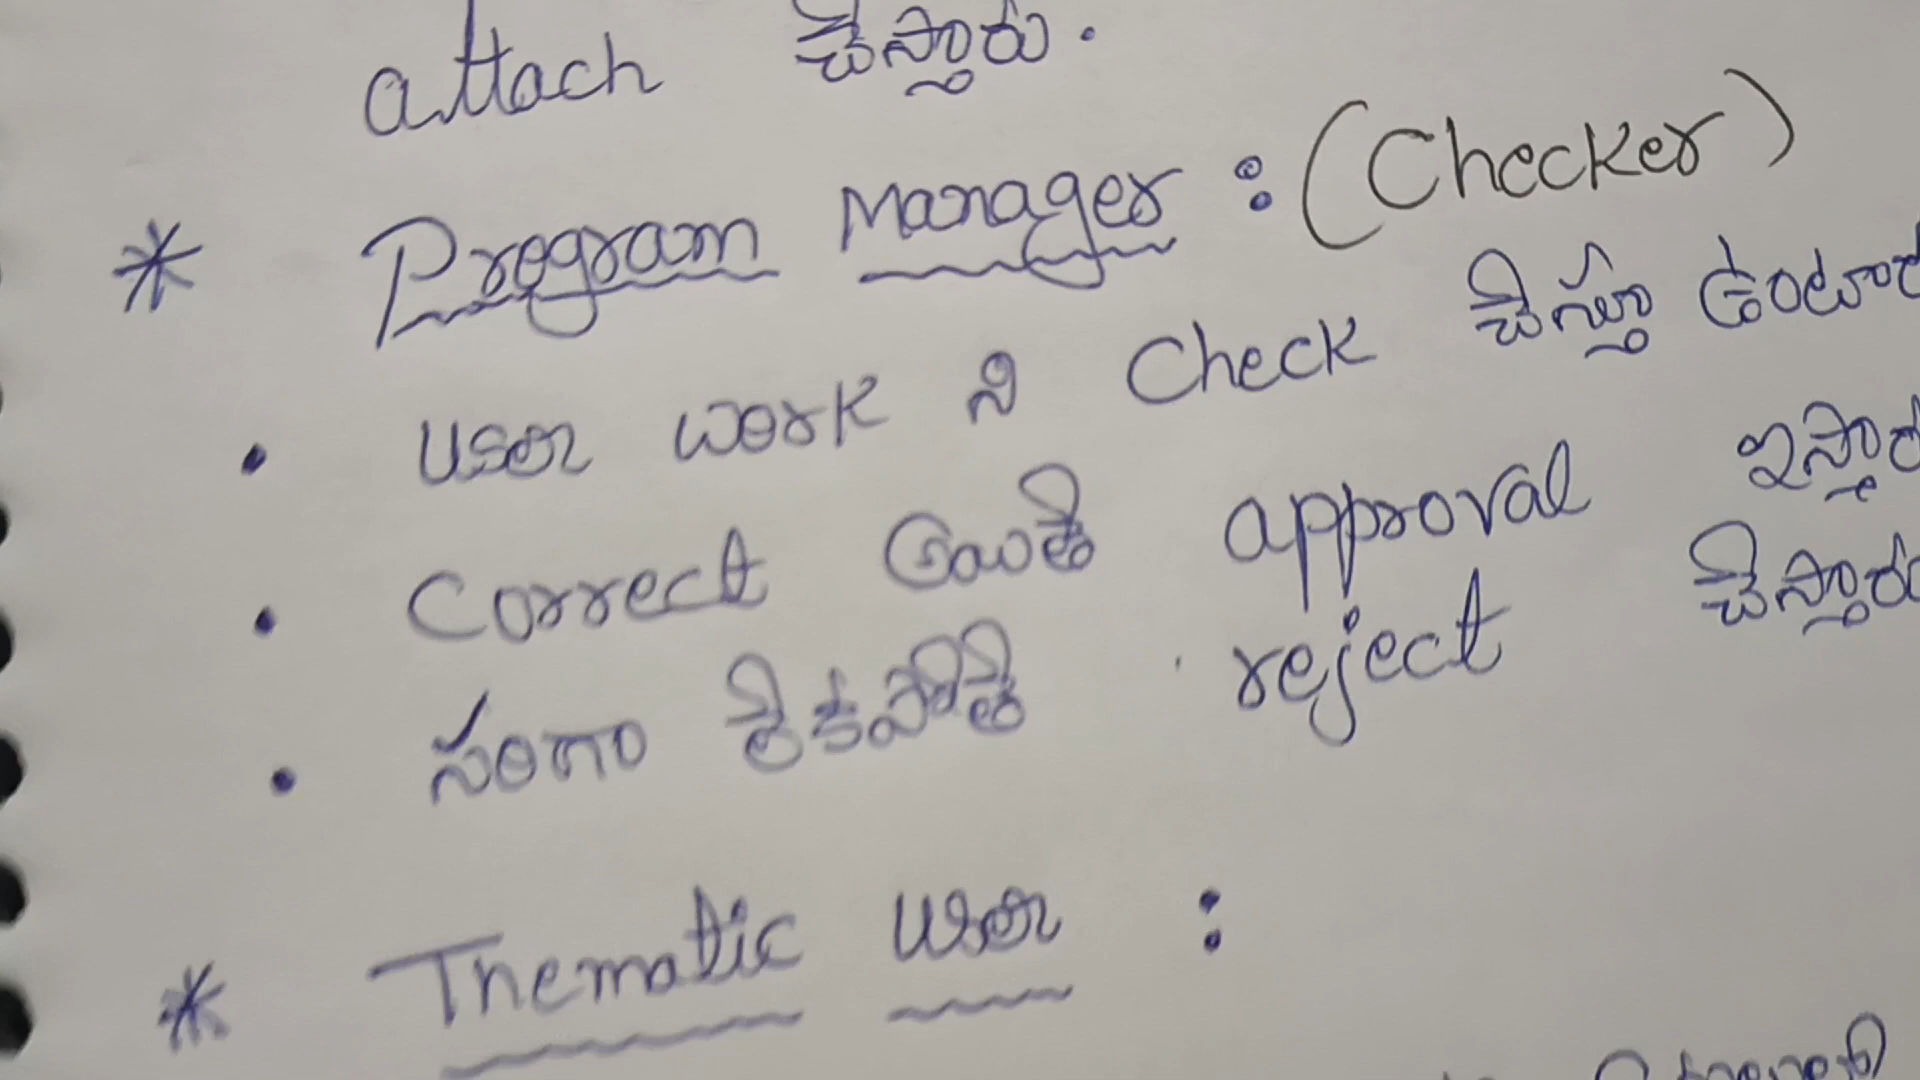 attach చేస్తారు.
* Program Manager : (Checker)
• user work ని Check చేస్తూ ఉంటారు
• Correct అయితే approval ఇస్తారు
• సరిగా లేకపోతే reject చేస్తారు
* Thematic user :